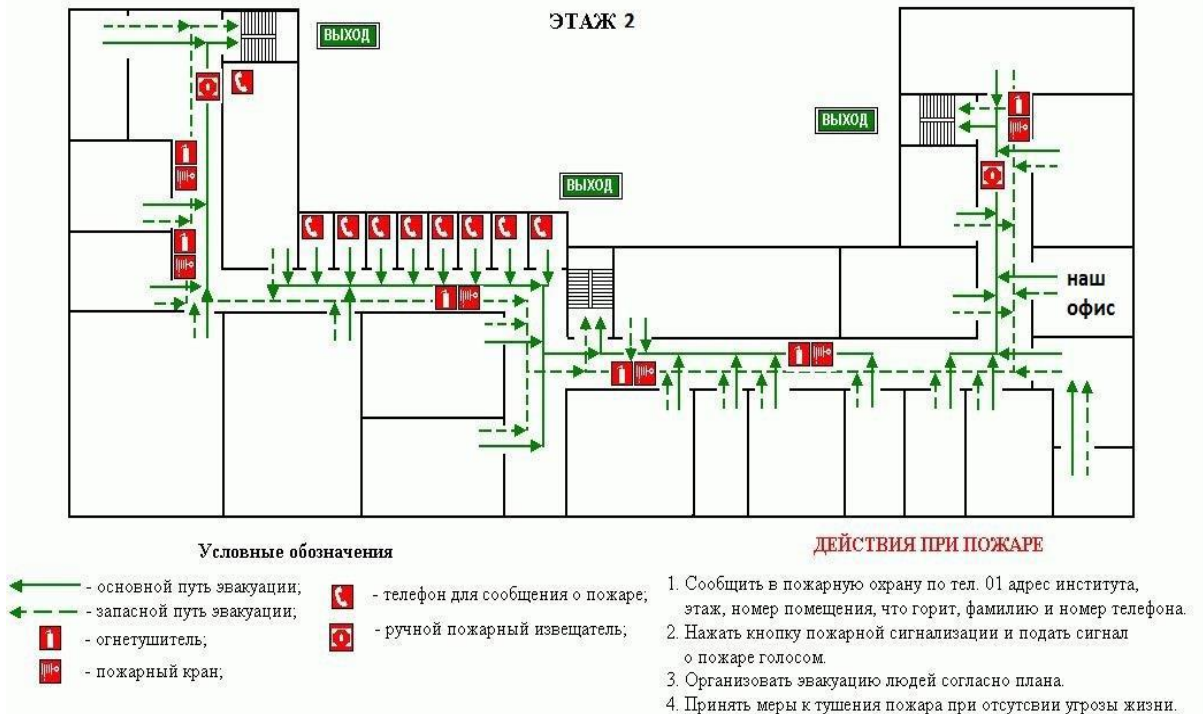 ЭТАЖ 2
ВЫХОД
ВЫХОД
ВЫХОД
наш
офис
Условные обозначения
- основной путь эвакуации;
- запасной путь эвакуации;
- огнетушитель;
- пожарный кран;
- телефон для сообщения о пожаре;
- ручной пожарный извещатель;
ДЕЙСТВИЯ ПРИ ПОЖАРЕ
1. Сообщить в пожарную охрану по тел. 01 адрес института,
этаж, номер помещения, что горит, фамилию и номер телефона.
2. Нажать кнопку пожарной сигнализации и подать сигнал
о пожаре голосом.
3. Организовать эвакуацию людей согласно плана.
4. Принять меры к тушения пожара при отсутсвии угрозы жизни.